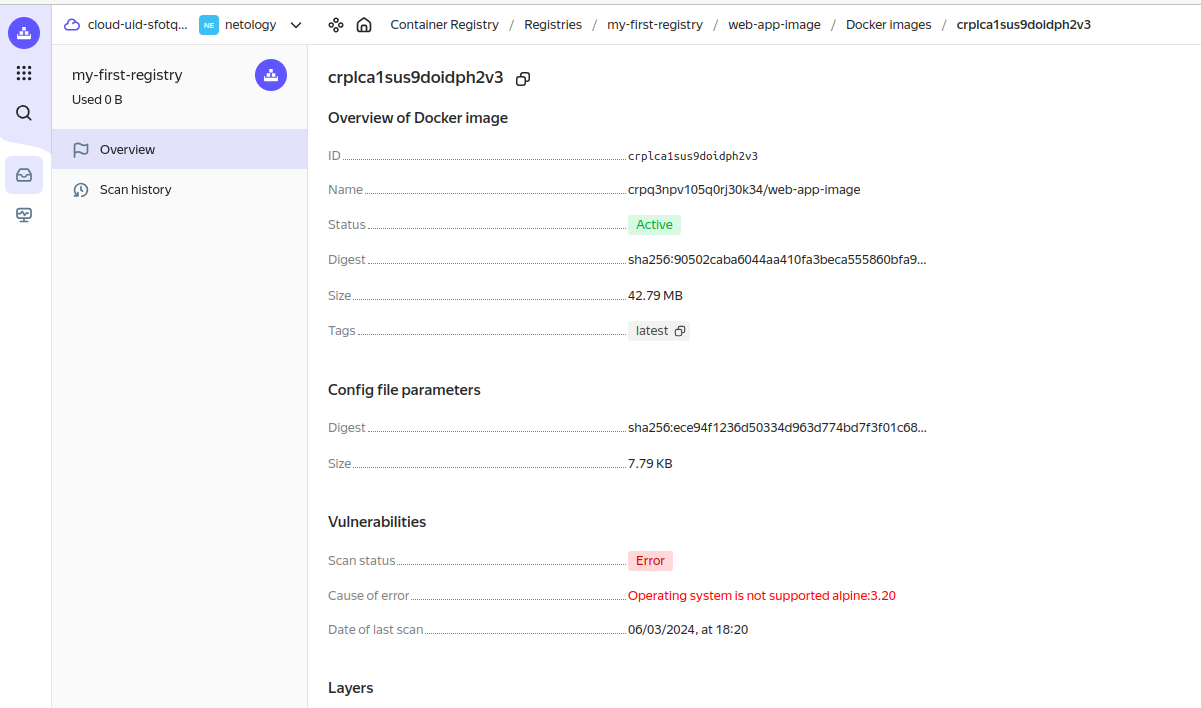 cloud-uid-sfotq... NE netology Container Registry / Registries / my-first-registry / web-app-image / Docker images / crplca1sus9doidph2v3
my-first-registry
Used 0 B
Overview
Scan history
crplca1sus9doidph2v3
Overview of Docker image
ID crplca1sus9doidph2v3
Name crpq3npv105q0rj30k34/web-app-image
Status Active
Digest sha256:90502caba6044aa410fa3beca555860bfa9...
Size 42.79 MB
Tags latest
Config file parameters
Digest sha256:ece94f1236d50334d963d774bd7f3f01c68...
Size 7.79 KB
Vulnerabilities
Scan status Error
Cause of error Operating system is not supported alpine:3.20
Date of last scan 06/03/2024, at 18:20
Layers